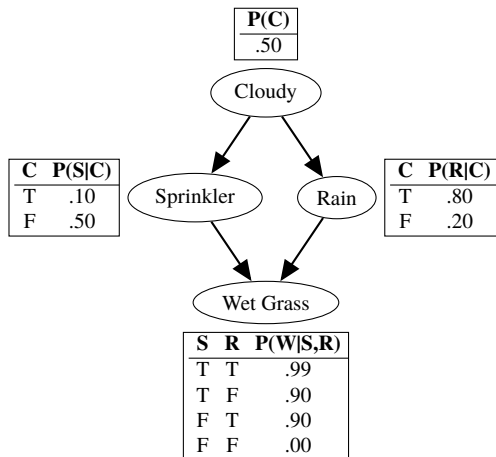 P(C)
.50
Cloudy
C P(S|C)
T .10
F .50
Sprinkler
Rain
C P(R|C)
T .80
F .20
Wet Grass
S R P(W|S,R)
T T .99
T F .90
F T .90
F F .00